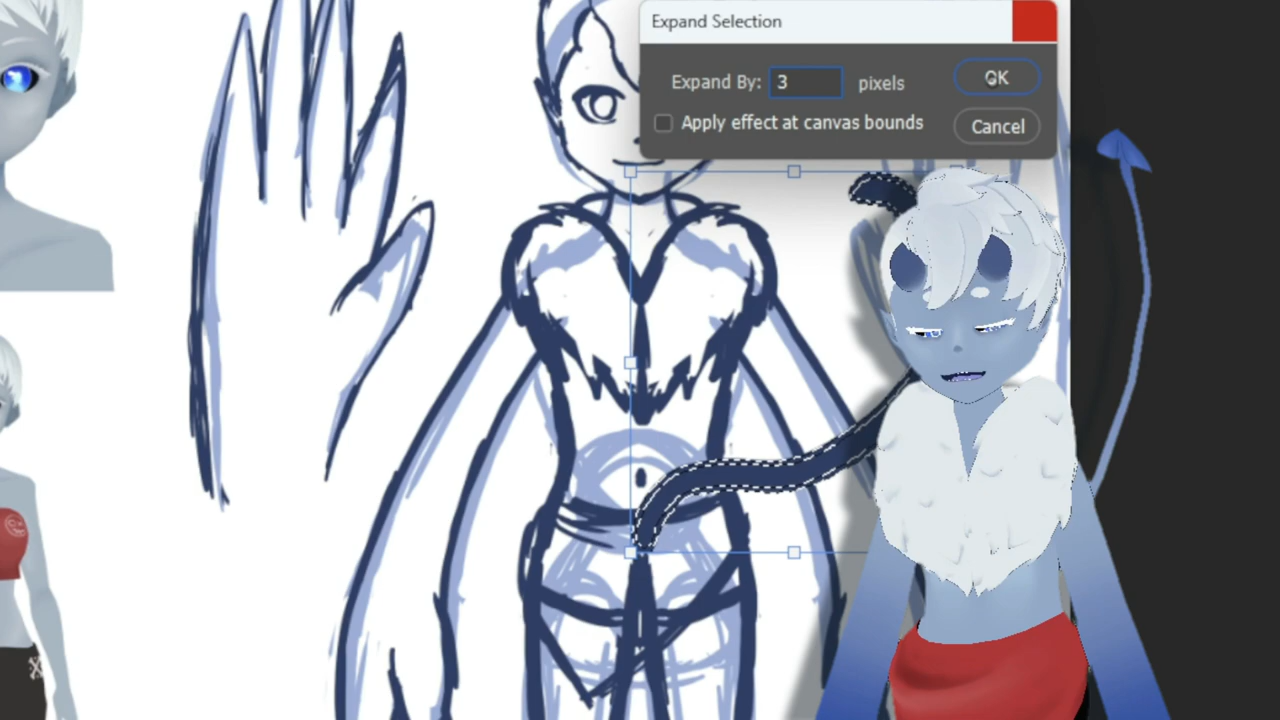 Expand Selection
Expand By: 3 pixels OK
Apply effect at canvas bounds Cancel